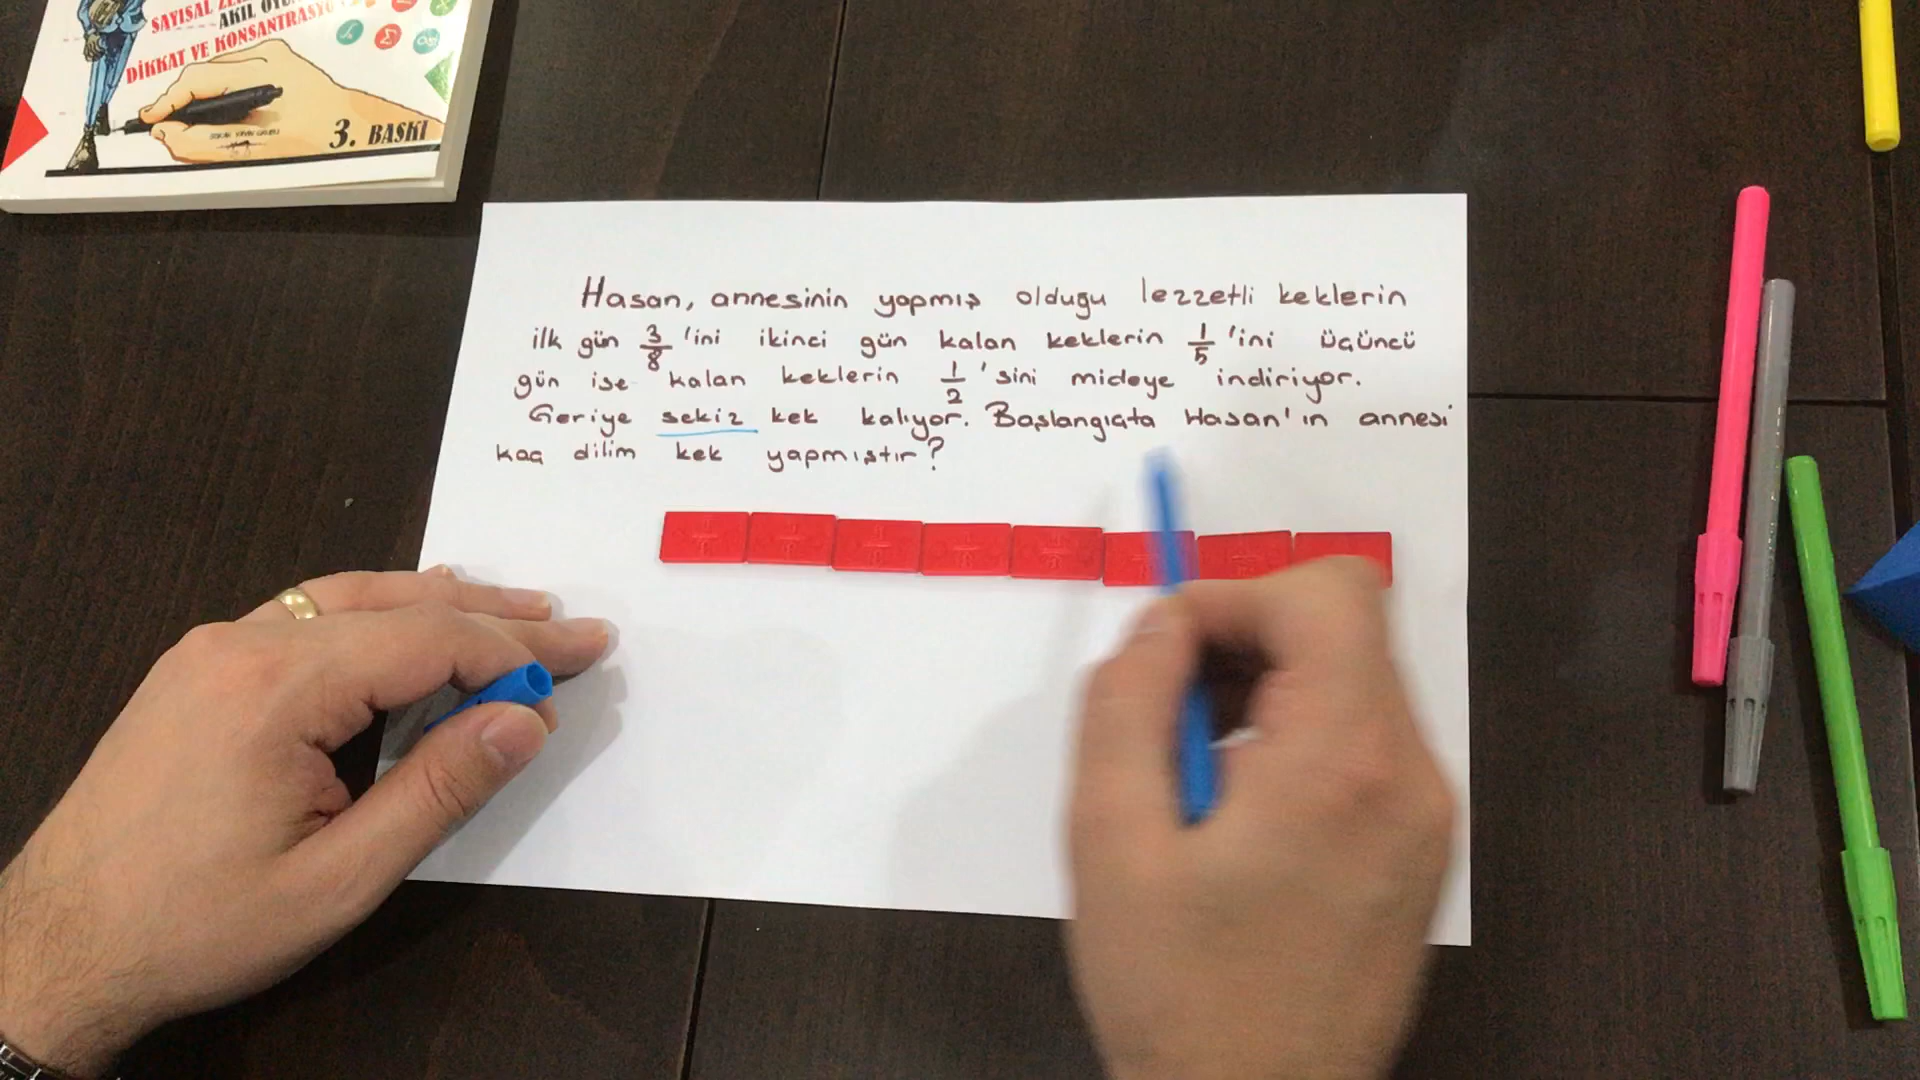 SAYISAL
AKIL
DİKKAT VE KONSANTRASYO
3. BASKI
Hasan, annesinin yapmış olduğu lezzetli keklerin
ilk gün 3/8 'ini ikinci gün kalan keklerin 1/5 'ini üçüncü
gün ise kalan keklerin 1/2 'sini mideye indiriyor.
Geriye sekiz kek kalıyor. Başlangıçta Hasan'ın annesi
kaç dilim kek yapmıştır?